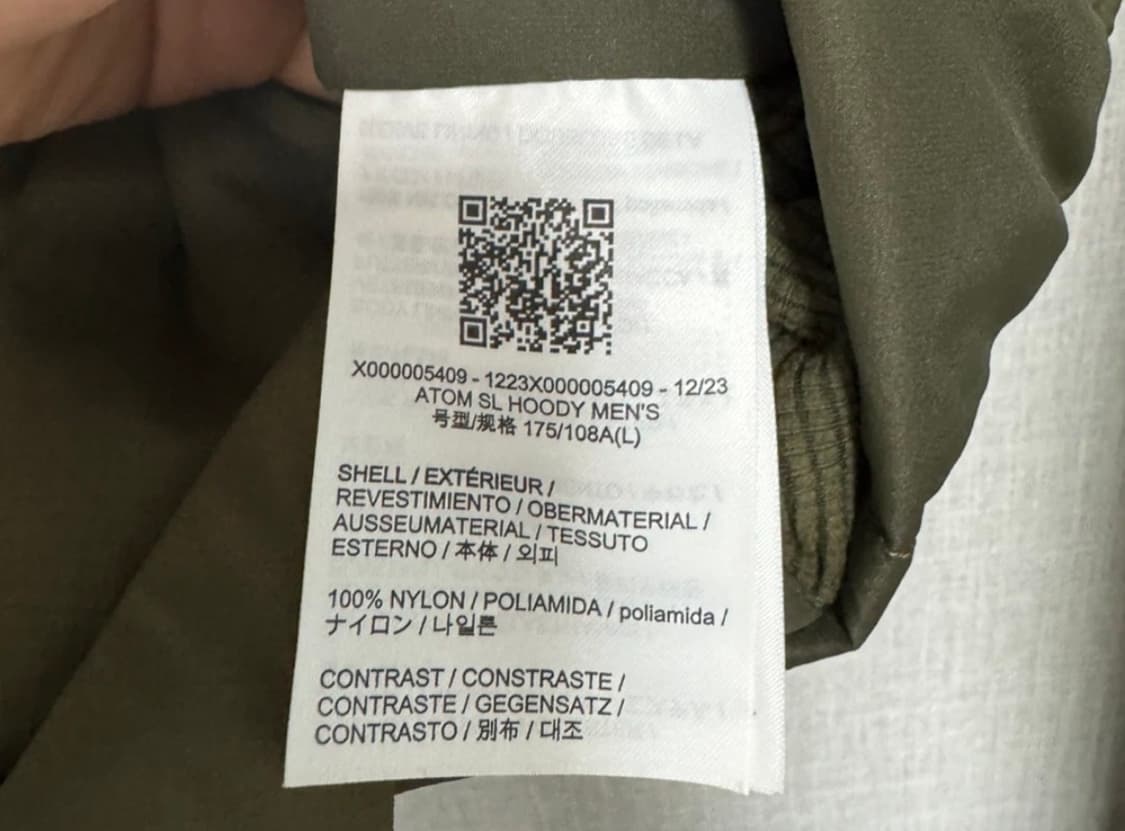 X000005409 - 1223X000005409 - 12/23
ATOM SL HOODY MEN'S
号型/规格 175/108A(L)
SHELL / EXTÉRIEUR /
REVESTIMIENTO / OBERMATERIAL /
AUSSEUMATERIAL / TESSUTO
ESTERNO / 本体 / 외피
100% NYLON / POLIAMIDA / poliamida /
ナイロン / 나일론
CONTRAST / CONSTRASTE /
CONTRASTE / GEGENSATZ /
CONTRASTO / 別布 / 대조